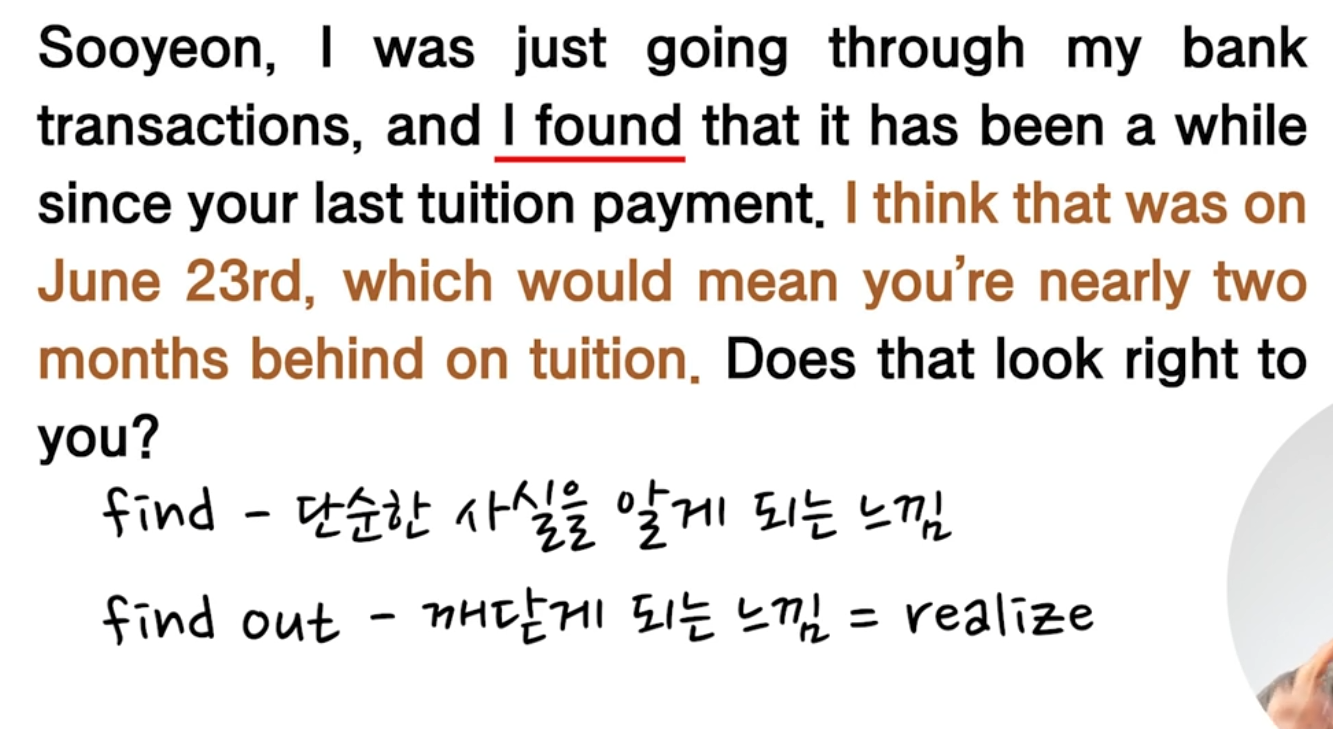 Sooyeon, I was just going through my bank
transactions, and I found that it has been a while
since your last tuition payment. I think that was on
June 23rd, which would mean you're nearly two
months behind on tuition. Does that look right to
you?
find - 단순한 사실을 알게 되는 느낌
find out - 깨닫게 되는 느낌 = realize